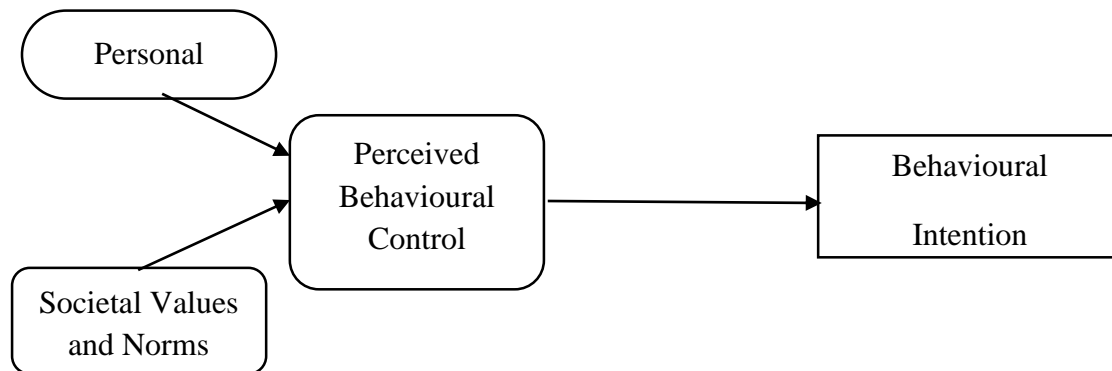 Personal
Perceived
Behavioural
Control
Behavioural
Intention
Societal Values
and Norms